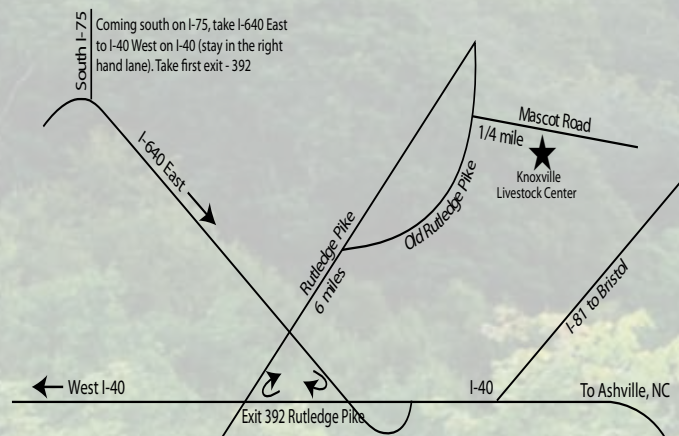 South I-75
Coming south on I-75, take I-640 East
to I-40 West on I-40 (stay in the right
hand lane). Take first exit - 392
I-640 East
Mascot Road
1/4 mile
Knoxville
Livestock Center
Old Rutledge Pike
Rutledge Pike
6 miles
I-81 to Bristol
West I-40
I-40
To Ashville, NC
Exit 392 Rutledge Pike